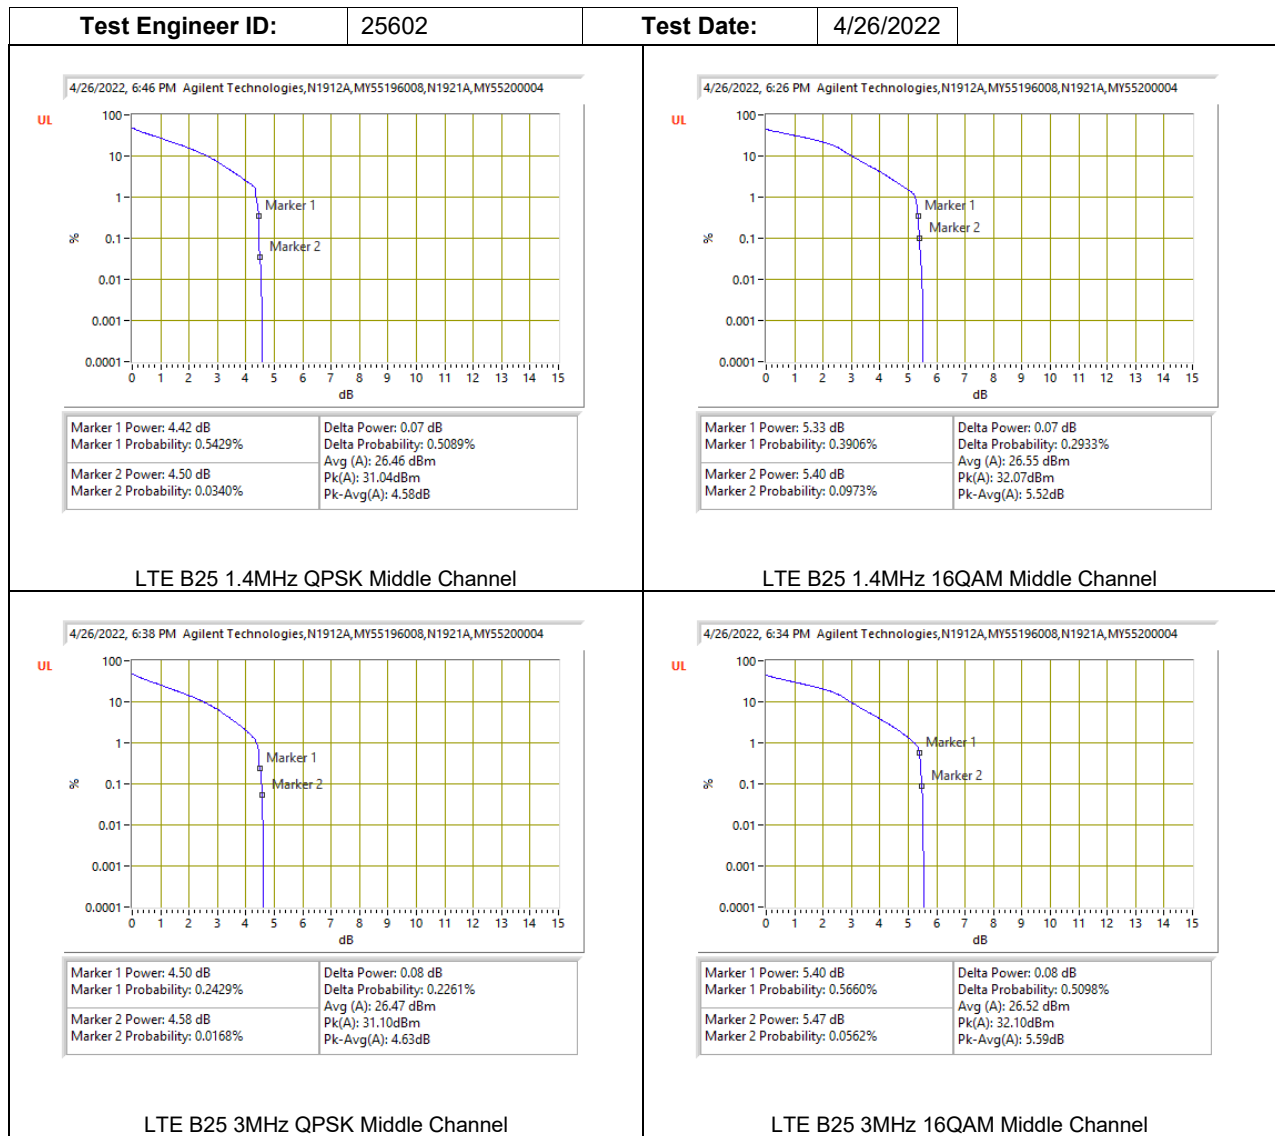 Test Engineer ID: 25602 Test Date: 4/26/2022
4/26/2022, 6:46 PM Agilent Technologies,N1912A,MY55196008,N1921A,MY55200004
UL
100
10
1
0.1
0.01
0.001
0.0001
%
Marker 1
Marker 2
0 1 2 3 4 5 6 7 8 9 10 11 12 13 14 15
dB
Marker 1 Power: 4.42 dB
Marker 1 Probability: 0.5429%
Marker 2 Power: 4.50 dB
Marker 2 Probability: 0.0340%
Delta Power: 0.07 dB
Delta Probability: 0.5089%
Avg (A): 26.46 dBm
Pk(A): 31.04dBm
Pk-Avg(A): 4.58dB
LTE B25 1.4MHz QPSK Middle Channel
4/26/2022, 6:26 PM Agilent Technologies,N1912A,MY55196008,N1921A,MY55200004
UL
100
10
1
0.1
0.01
0.001
0.0001
%
Marker 1
Marker 2
0 1 2 3 4 5 6 7 8 9 10 11 12 13 14 15
dB
Marker 1 Power: 5.33 dB
Marker 1 Probability: 0.3906%
Marker 2 Power: 5.40 dB
Marker 2 Probability: 0.0973%
Delta Power: 0.07 dB
Delta Probability: 0.2933%
Avg (A): 26.55 dBm
Pk(A): 32.07dBm
Pk-Avg(A): 5.52dB
LTE B25 1.4MHz 16QAM Middle Channel
4/26/2022, 6:38 PM Agilent Technologies,N1912A,MY55196008,N1921A,MY55200004
UL
100
10
1
0.1
0.01
0.001
0.0001
%
Marker 1
Marker 2
0 1 2 3 4 5 6 7 8 9 10 11 12 13 14 15
dB
Marker 1 Power: 4.50 dB
Marker 1 Probability: 0.2429%
Marker 2 Power: 4.58 dB
Marker 2 Probability: 0.0168%
Delta Power: 0.08 dB
Delta Probability: 0.2261%
Avg (A): 26.47 dBm
Pk(A): 31.10dBm
Pk-Avg(A): 4.63dB
LTE B25 3MHz QPSK Middle Channel
4/26/2022, 6:34 PM Agilent Technologies,N1912A,MY55196008,N1921A,MY55200004
UL
100
10
1
0.1
0.01
0.001
0.0001
%
Marker 1
Marker 2
0 1 2 3 4 5 6 7 8 9 10 11 12 13 14 15
dB
Marker 1 Power: 5.40 dB
Marker 1 Probability: 0.5660%
Marker 2 Power: 5.47 dB
Marker 2 Probability: 0.0562%
Delta Power: 0.08 dB
Delta Probability: 0.5098%
Avg (A): 26.52 dBm
Pk(A): 32.10dBm
Pk-Avg(A): 5.59dB
LTE B25 3MHz 16QAM Middle Channel